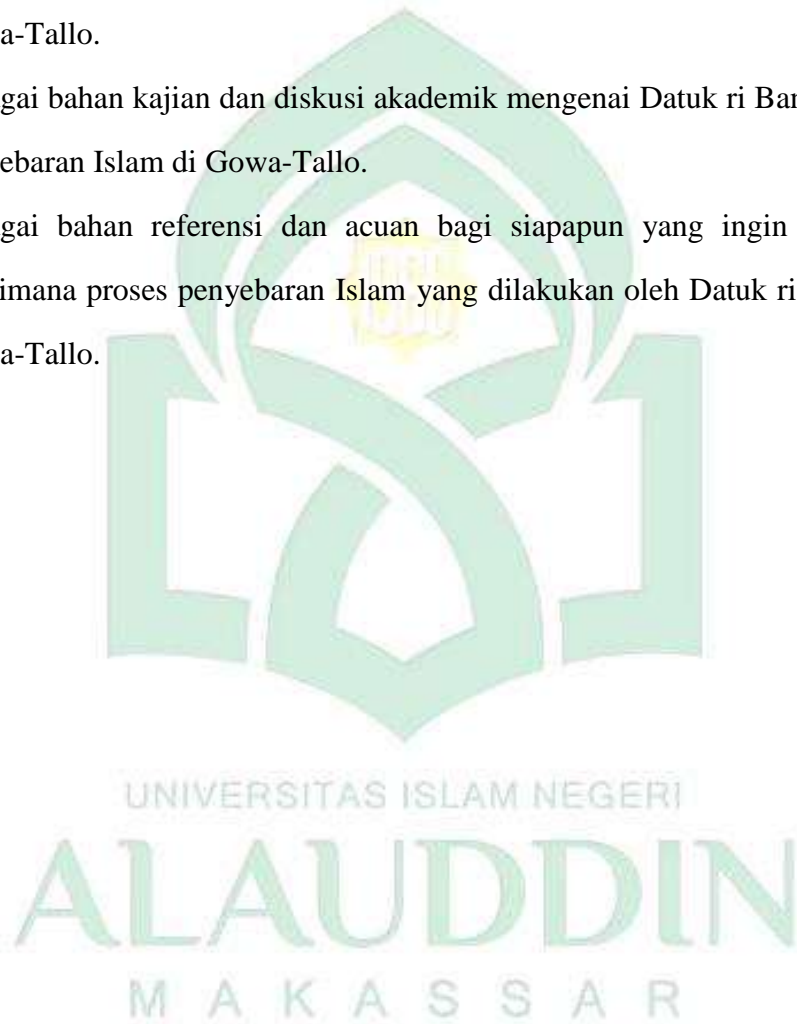 a-Tallo.
gai bahan kajian dan diskusi akademik mengenai Datuk ri Bar
ebaran Islam di Gowa-Tallo.
gai bahan referensi dan acuan bagi siapapun yang ingin
imana proses penyebaran Islam yang dilakukan oleh Datuk ri
a-Tallo.
UNIVERSITAS ISLAM NEGERI
ALAUDDIN
MAKASSAR